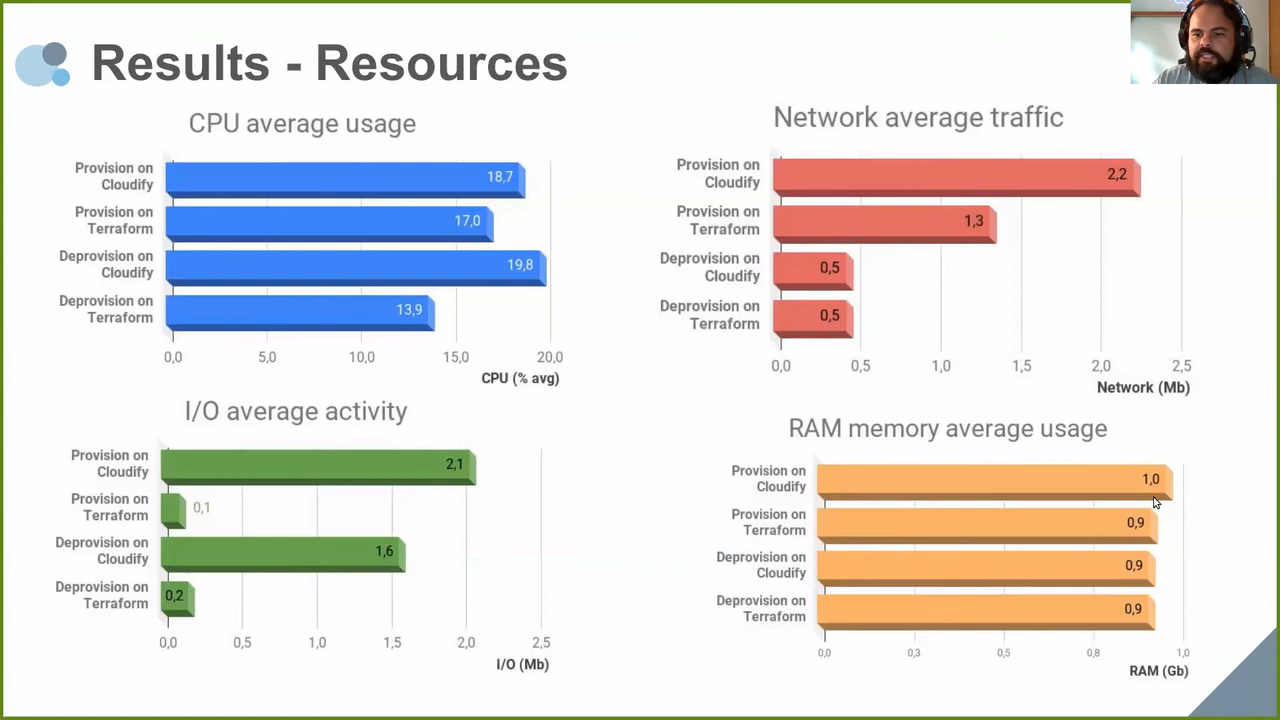 Results - Resources
CPU average usage
Provision on
Cloudify
18,7
Provision on
Terraform
17,0
Deprovision on
Cloudify
19,8
Deprovision on
Terraform
13,9
0,0 5,0 10,0 15,0 20,0
CPU (% avg)
Network average traffic
Provision on
Cloudify
2,2
Provision on
Terraform
1,3
Deprovision on
Cloudify
0,5
Deprovision on
Terraform
0,5
0,0 0,5 1,0 1,5 2,0 2,5
Network (Mb)
I/O average activity
Provision on
Cloudify
2,1
Provision on
Terraform
0,1
Deprovision on
Cloudify
1,6
Deprovision on
Terraform
0,2
0,0 0,5 1,0 1,5 2,0 2,5
I/O (Mb)
RAM memory average usage
Provision on
Cloudify
1,0
Provision on
Terraform
0,9
Deprovision on
Cloudify
0,9
Deprovision on
Terraform
0,9
0,0 0,3 0,5 0,8 1,0
RAM (Gb)